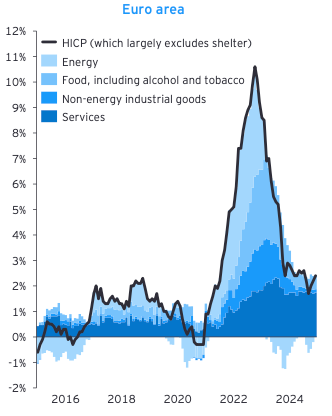 Euro area
12%
HICP (which largely excludes shelter)
11%
Energy
10%
Food, including alcohol and tobacco
Non-energy industrial goods
9%
Services
8%
7%
6%
5%
4%
3%
2%
1%
0%
-1%
-2%
2016 2018 2020 2022 2024